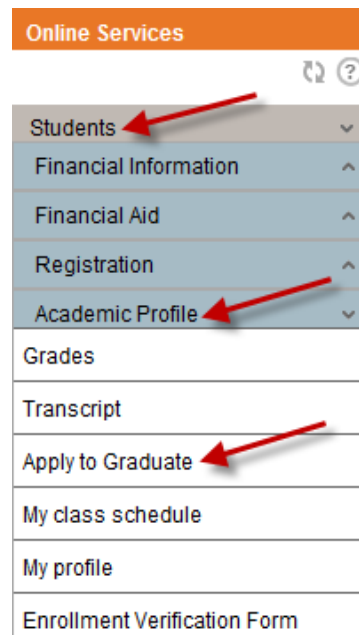 Online Services
?
Students
Financial Information
Financial Aid
Registration
Academic Profile
Grades
Transcript
Apply to Graduate
My class schedule
My profile
Enrollment Verification Form